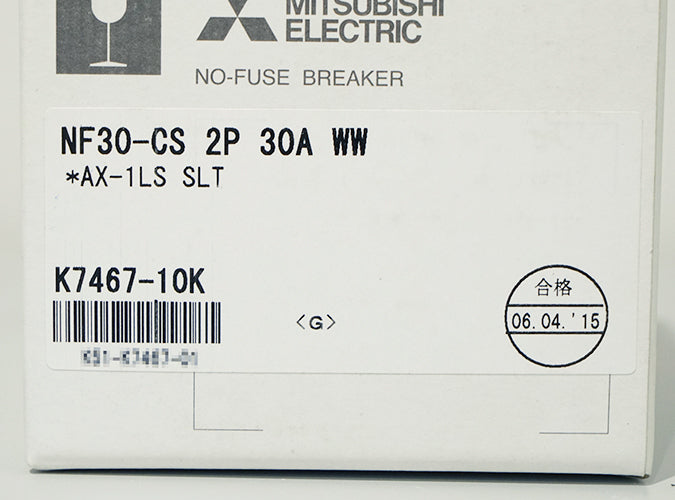 MITSUBISHI
ELECTRIC
NO-FUSE BREAKER
NF30-CS 2P 30A WW
*AX-1LS SLT
K7467-10K
<G>
合格
06.04.'15